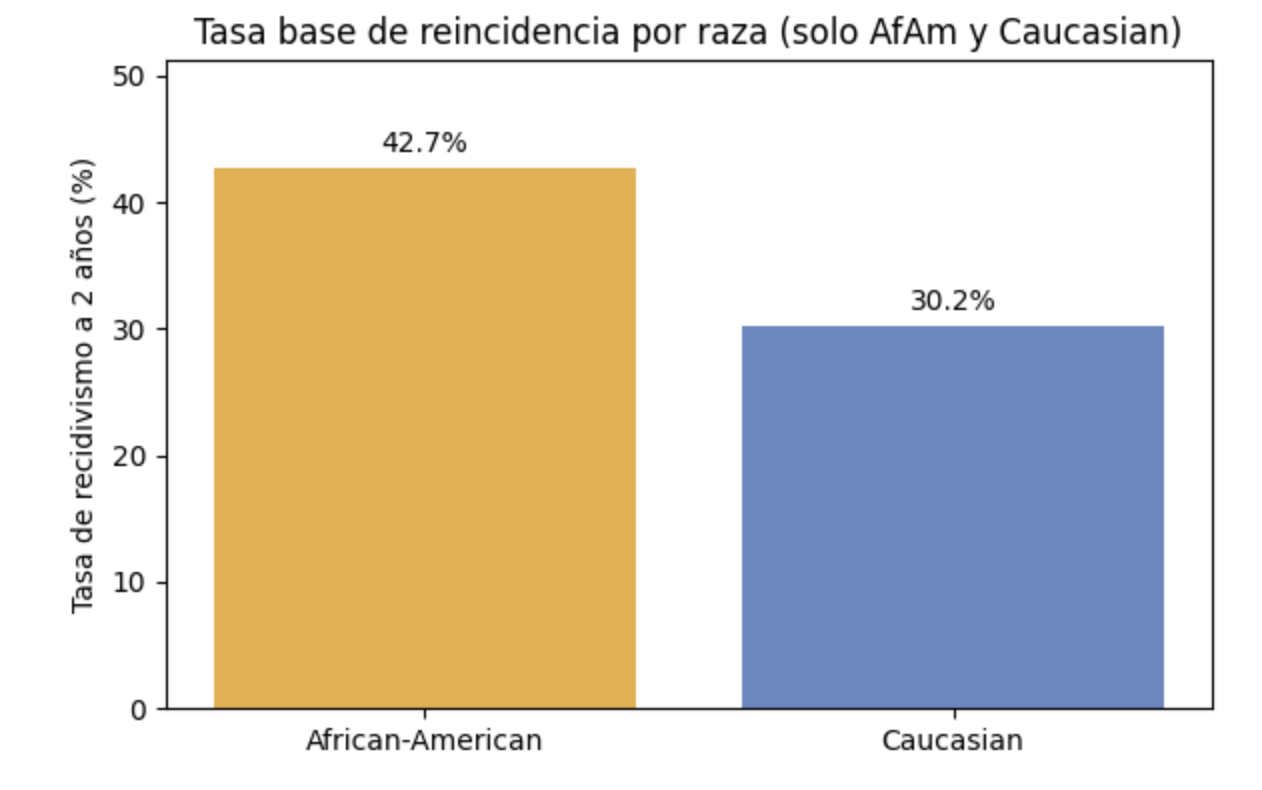 Tasa base de reincidencia por raza (solo AfAm y Caucasian)
Tasa de recidivismo a 2 años (%)
50
40
30
20
10
0
42.7%
30.2%
African-American
Caucasian